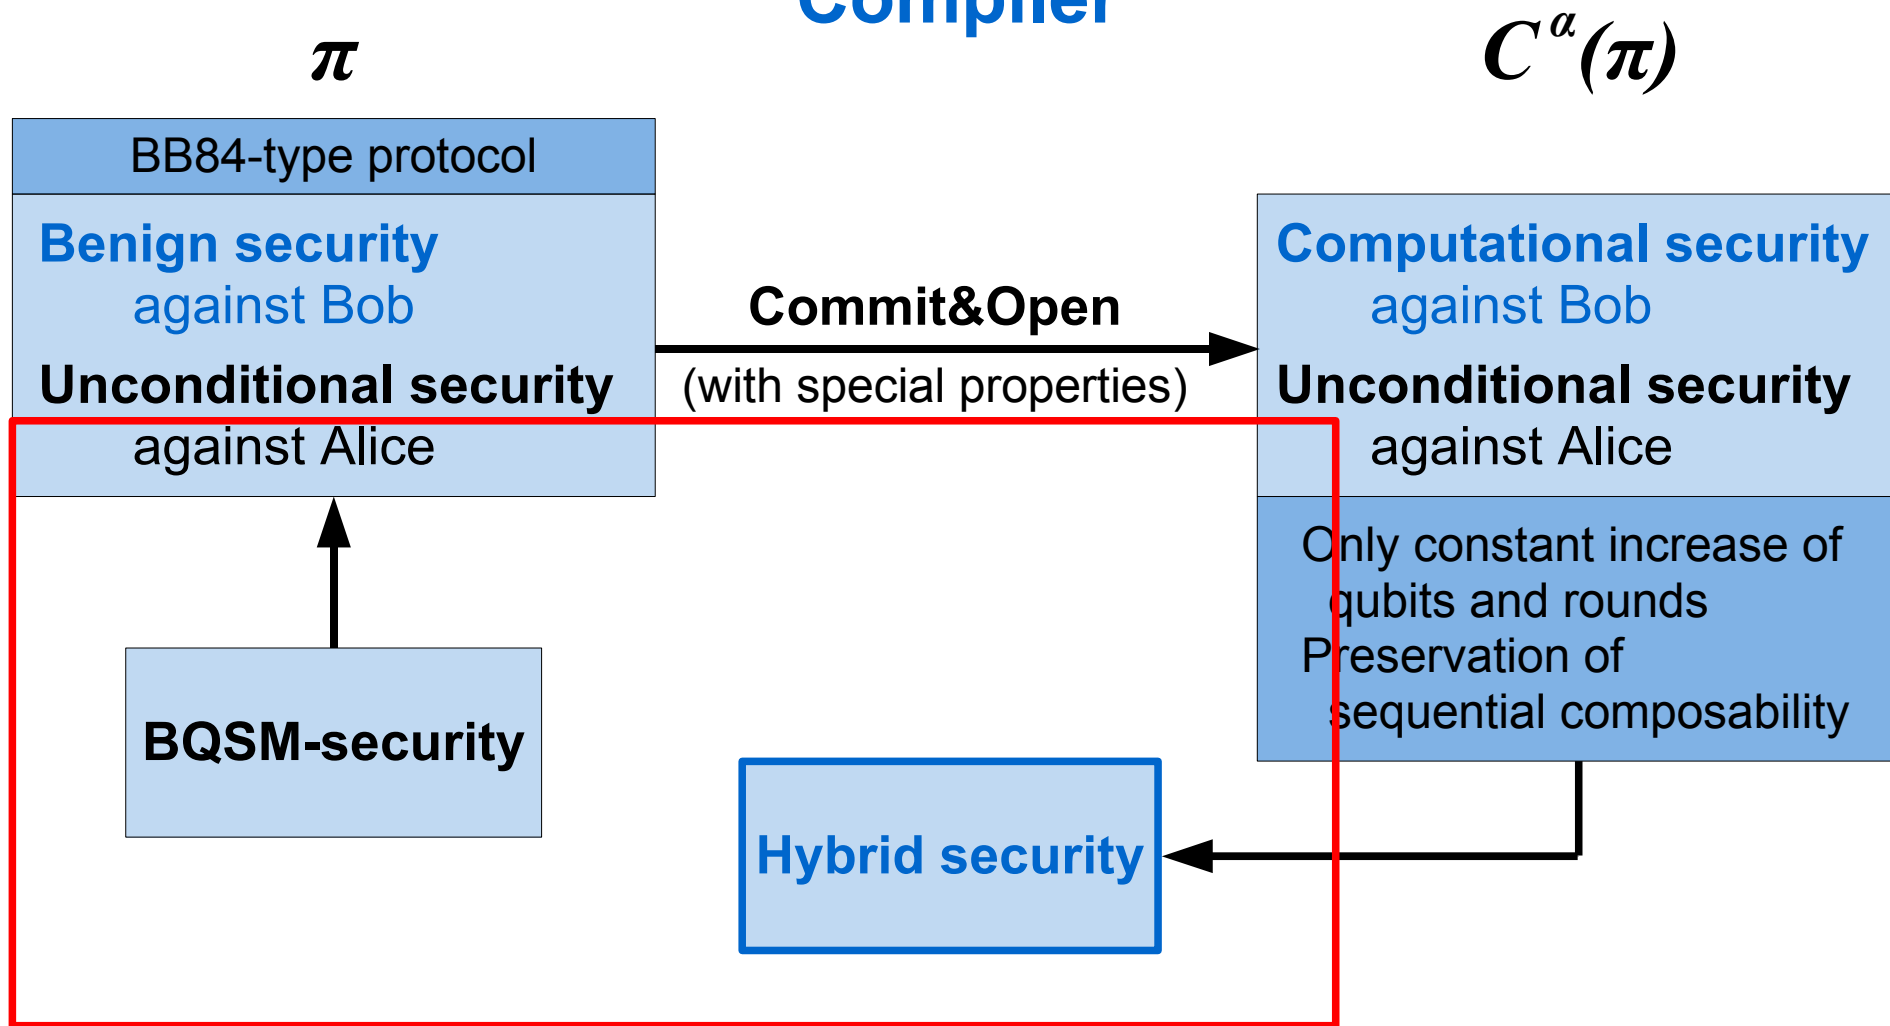 Compiler
π
C^α(π)
BB84-type protocol
Benign security
against Bob
Unconditional security
against Alice
Commit&Open
(with special properties)
Computational security
against Bob
Unconditional security
against Alice
Only constant increase of
qubits and rounds
Preservation of
sequential composability
BQSM-security
Hybrid security